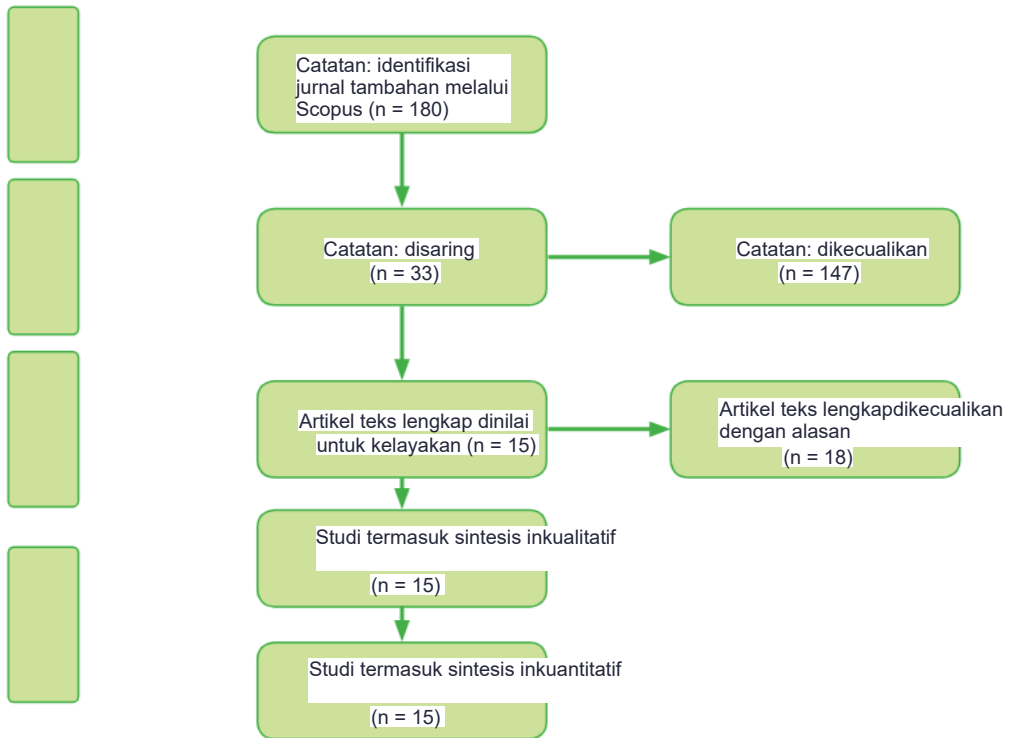 Catatan: identifikasi
jurnal tambahan melalui
Scopus (n = 180)
Catatan: disaring
(n = 33)
Catatan: dikecualikan
(n = 147)
Artikel teks lengkap dinilai
untuk kelayakan (n = 15)
Artikel teks lengkapdikecualikan
dengan alasan
(n = 18)
Studi termasuk sintesis inkualitatif
(n = 15)
Studi termasuk sintesis inkuantitatif
(n = 15)